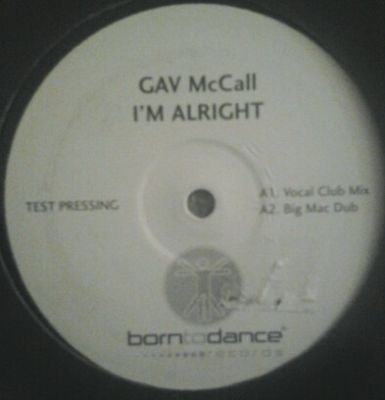 GAV McCall
I'M ALRIGHT
TEST PRESSING
A1. Vocal Club Mix
A2. Big Mac Dub
borntodance
records